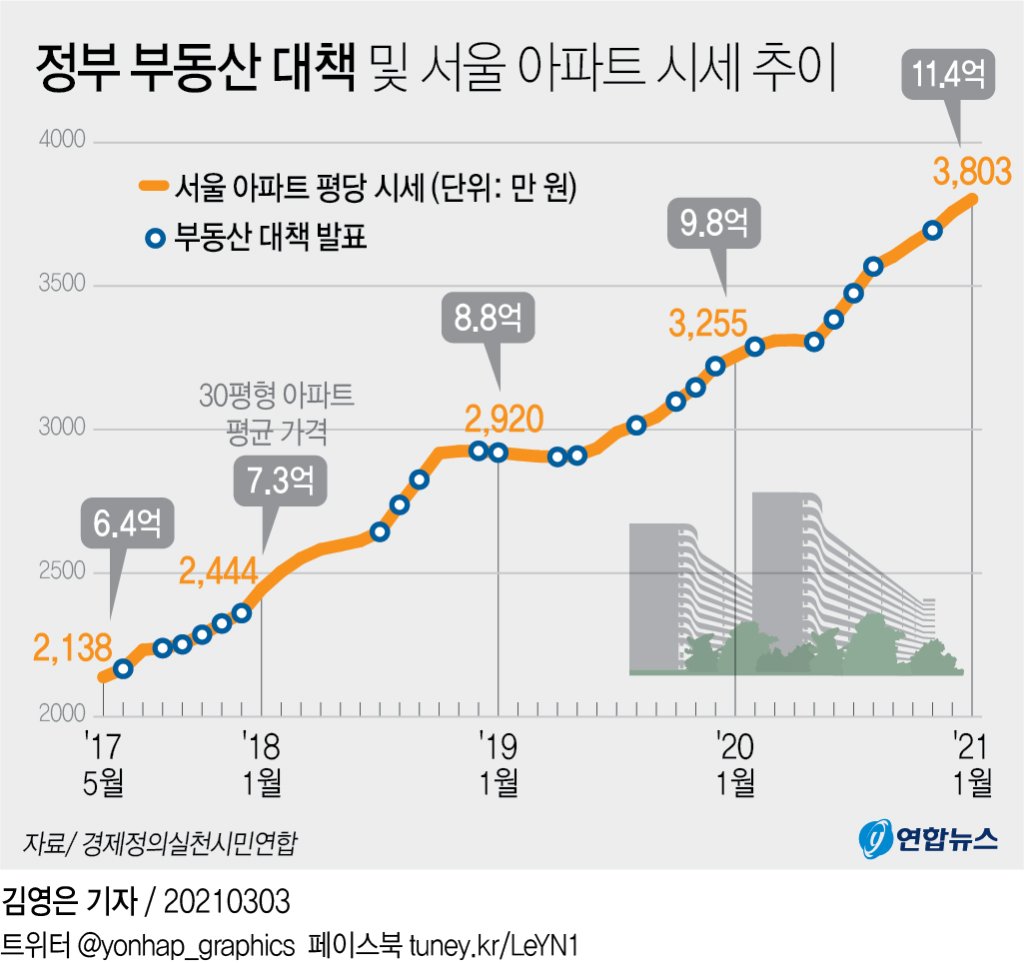 정부 부동산 대책 및 서울 아파트 시세 추이
11.4억
4000
3,803
서울 아파트 평당 시세 (단위: 만 원)
부동산 대책 발표
9.8억
3500
3,255
8.8억
30평형 아파트
평균 가격
3000
2,920
7.3억
6.4억
2500
2,444
2,138
2000
'17 '18 '19 '20 '21
5월 1월 1월 1월 1월
자료/ 경제정의실천시민연합
연합뉴스
김영은 기자 / 20210303
트위터 @yonhap_graphics 페이스북 tuney.kr/LeYN1